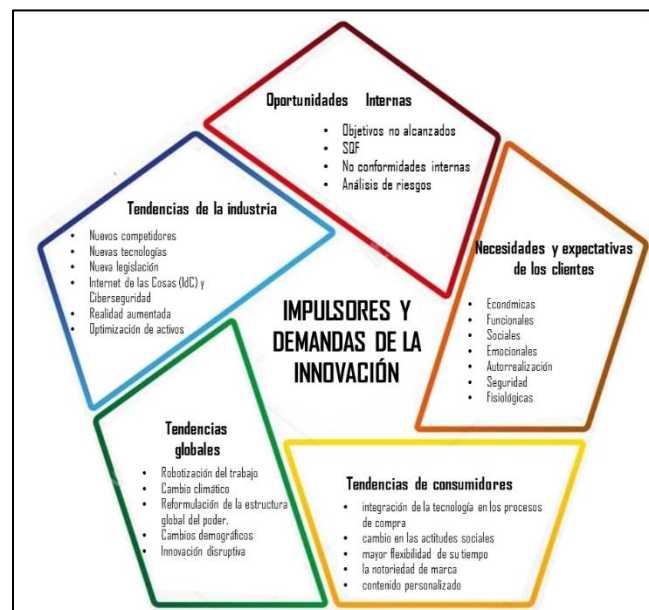 Oportunidades Internas
• Objetivos no alcanzados
• SQF
• No conformidades internas
• Análisis de riesgos
Tendencias de la industria
• Nuevos competidores
• Nuevas tecnologías
• Nueva legislación
• Internet de las Cosas (IdC) y
Ciberseguridad
• Realidad aumentada
• Optimización de activos
Necesidades y expectativas
de los clientes
• Económicas
• Funcionales
• Sociales
• Emocionales
• Autorrealización
• Seguridad
• Fisiológicas
IMPULSORES Y
DEMANDAS DE LA
INNOVACIÓN
Tendencias
globales
• Robotización del trabajo
• Cambio climático
• Reformulación de la estructura
global del poder.
• Cambios demográficos
• Innovación disruptiva
Tendencias de consumidores
• integración de la tecnología en los procesos
de compra
• cambio en las actitudes sociales
• mayor flexibilidad de su tiempo
• la notoriedad de marca
• contenido personalizado